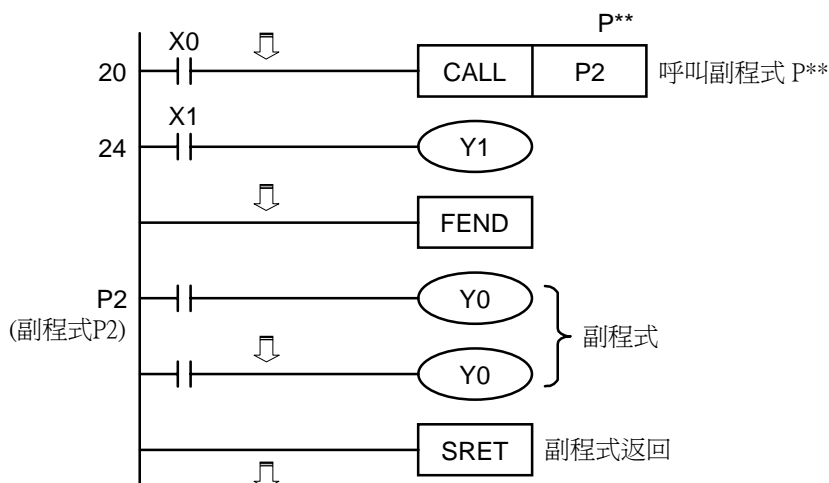 P**
X0
20 CALL P2 呼叫副程式 P**
X1
24 Y1
FEND
P2 Y0
(副程式P2)
副程式
Y0
SRET 副程式返回